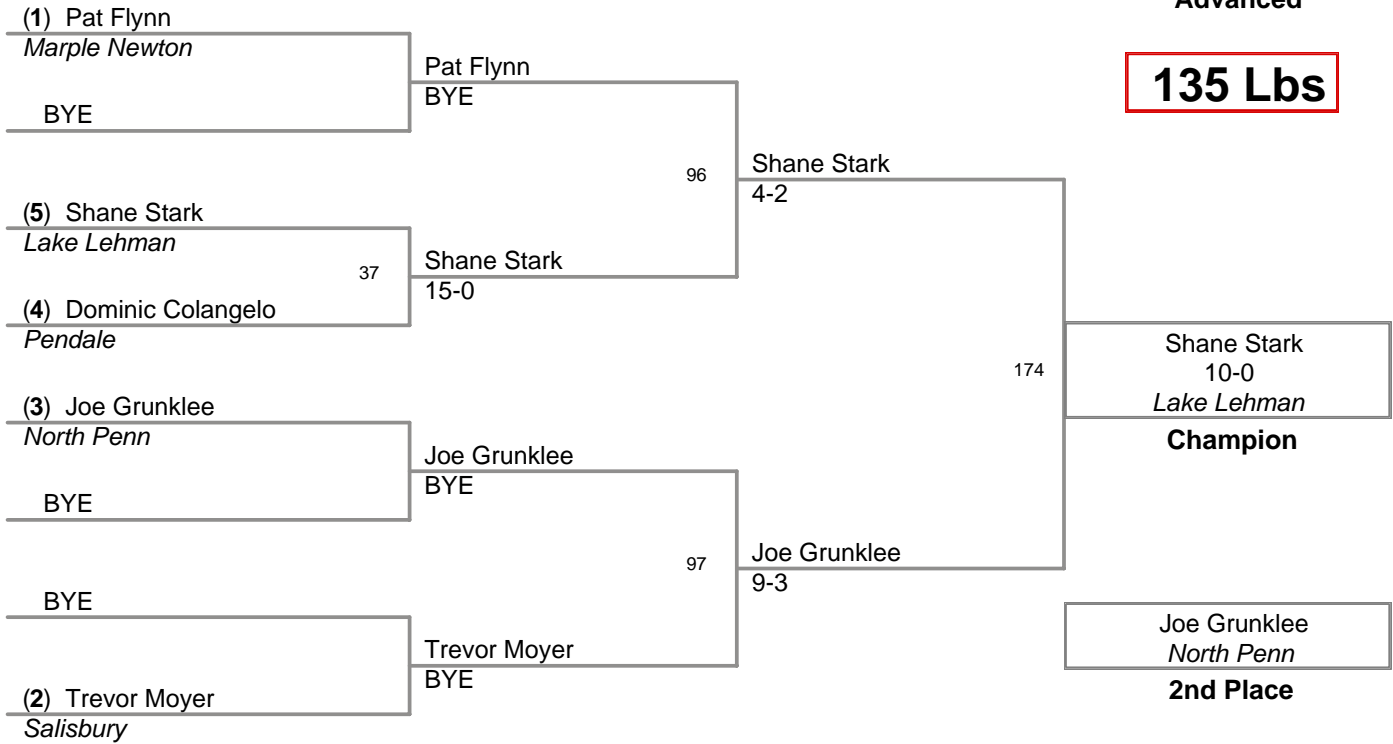 Advanced
135 Lbs
(1) Pat Flynn
Marple Newton
BYE
(5) Shane Stark
Lake Lehman
37
(4) Dominic Colangelo
Pendale
(3) Joe Grunklee
North Penn
BYE
BYE
(2) Trevor Moyer
Salisbury
Pat Flynn
BYE
96
Shane Stark
15-0
Joe Grunklee
BYE
97
Trevor Moyer
BYE
Shane Stark
4-2
174
Joe Grunklee
9-3
Shane Stark
10-0
Lake Lehman
Champion
Joe Grunklee
North Penn
2nd Place